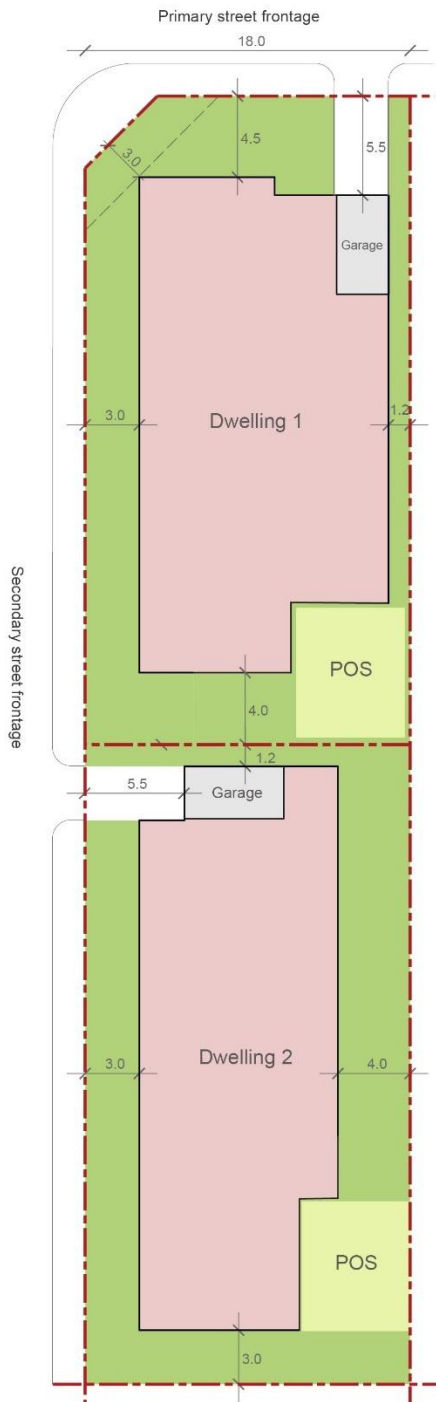 Primary street frontage
18.0
3.0
4.5
5.5
Garage
3.0
Dwelling 1
1.2
Secondary street frontage
POS
4.0
1.2
5.5
Garage
3.0
Dwelling 2
4.0
POS
3.0